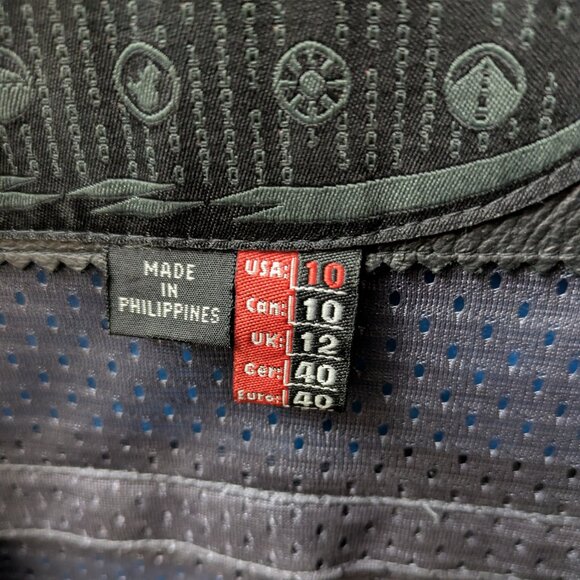 MADE
IN
PHILIPPINES
USA: 10
Can: 10
UK: 12
Ger: 40
Euro: 40